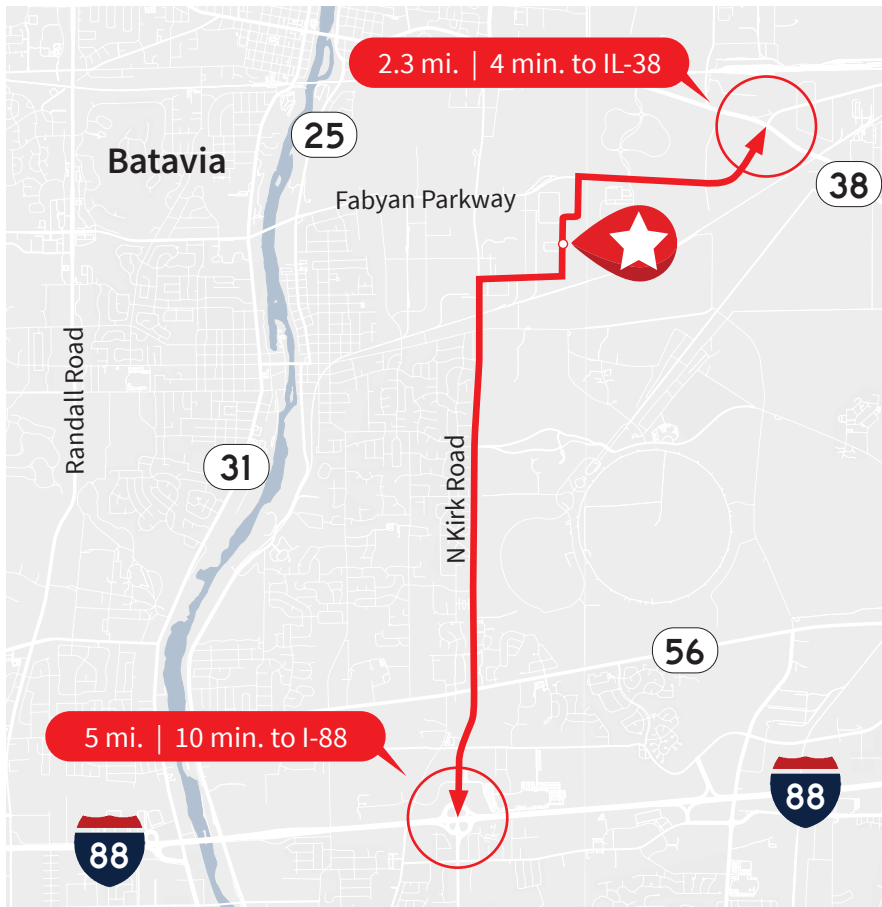 2.3 mi. | 4 min. to IL-38
25
Batavia
38
Fabyan Parkway
Randall Road
31
N Kirk Road
56
5 mi. | 10 min. to I-88
88
88